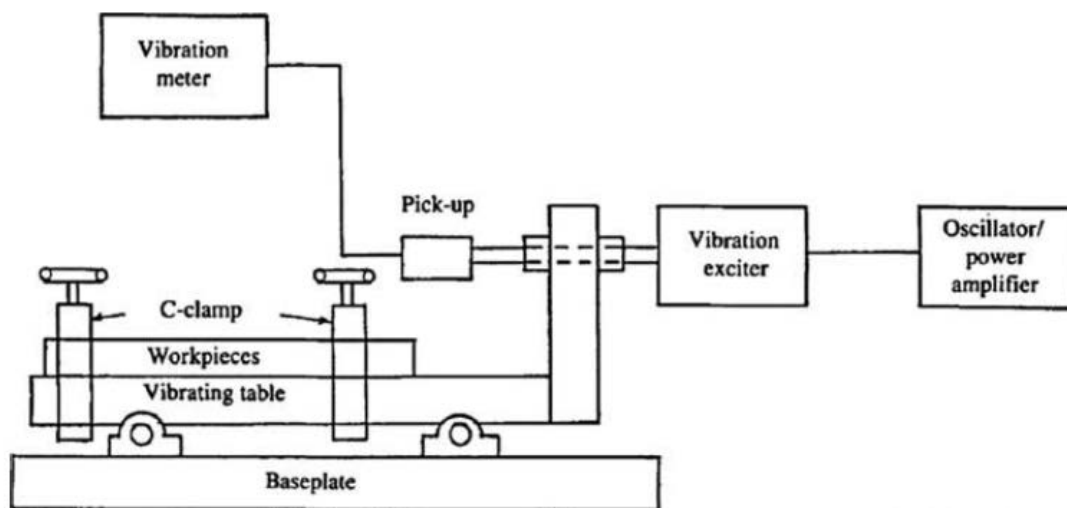 Vibration
meter
Pick-up
Vibration
exciter
Oscillator/
power
amplifier
C-clamp
Workpieces
Vibrating table
Baseplate